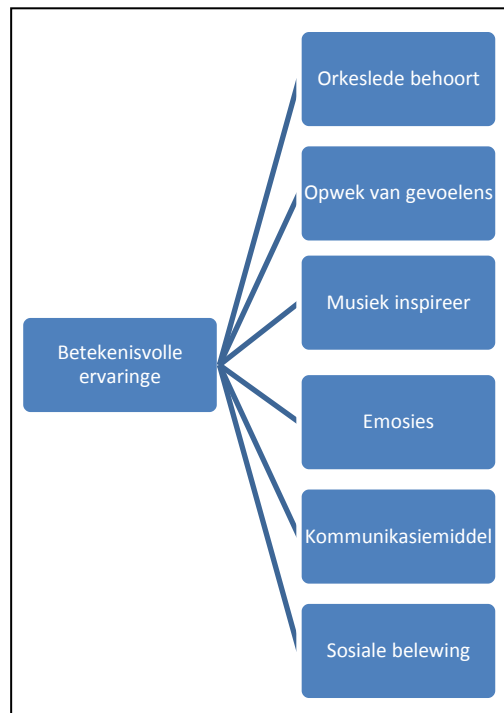 Orkeslede behoort
Opwek van gevoelens
Musiek inspireer
Betekenisvolle
ervaringe
Emosies
Kommunikasiemiddel
Sosiale belewing